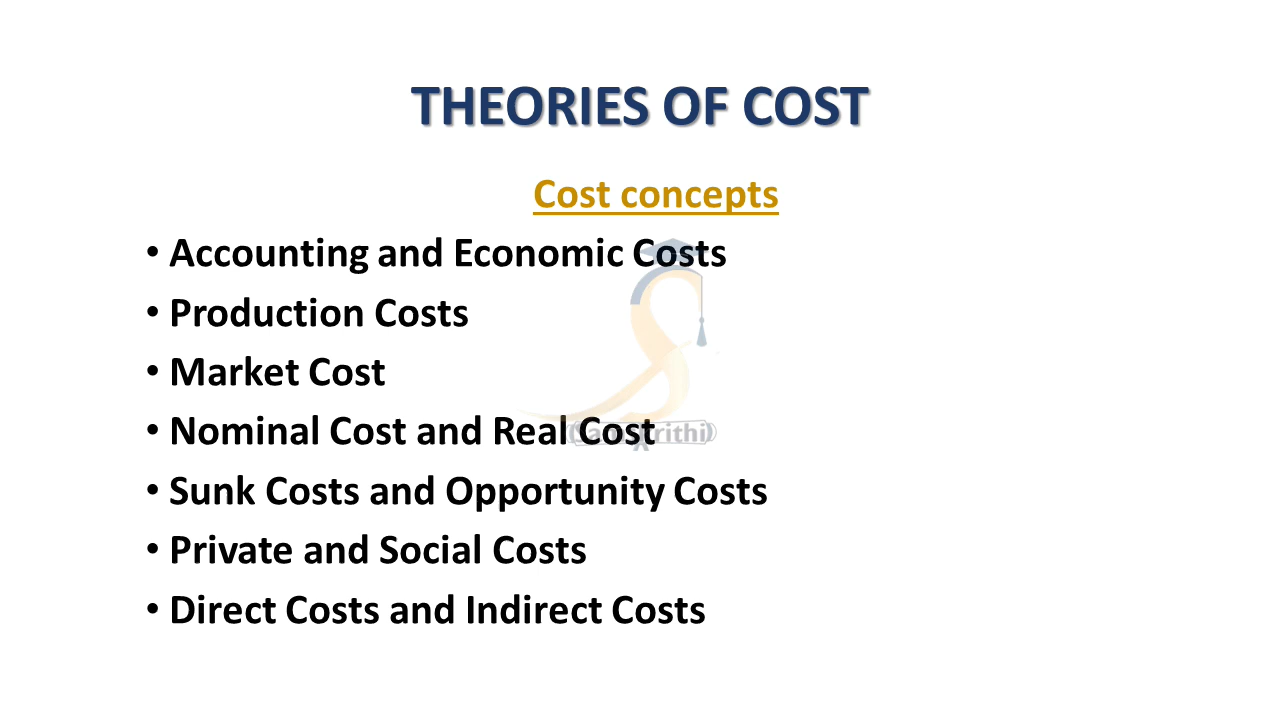 THEORIES OF COST
Cost concepts
• Accounting and Economic Costs
• Production Costs
• Market Cost
• Nominal Cost and Real Cost
• Sunk Costs and Opportunity Costs
• Private and Social Costs
• Direct Costs and Indirect Costs